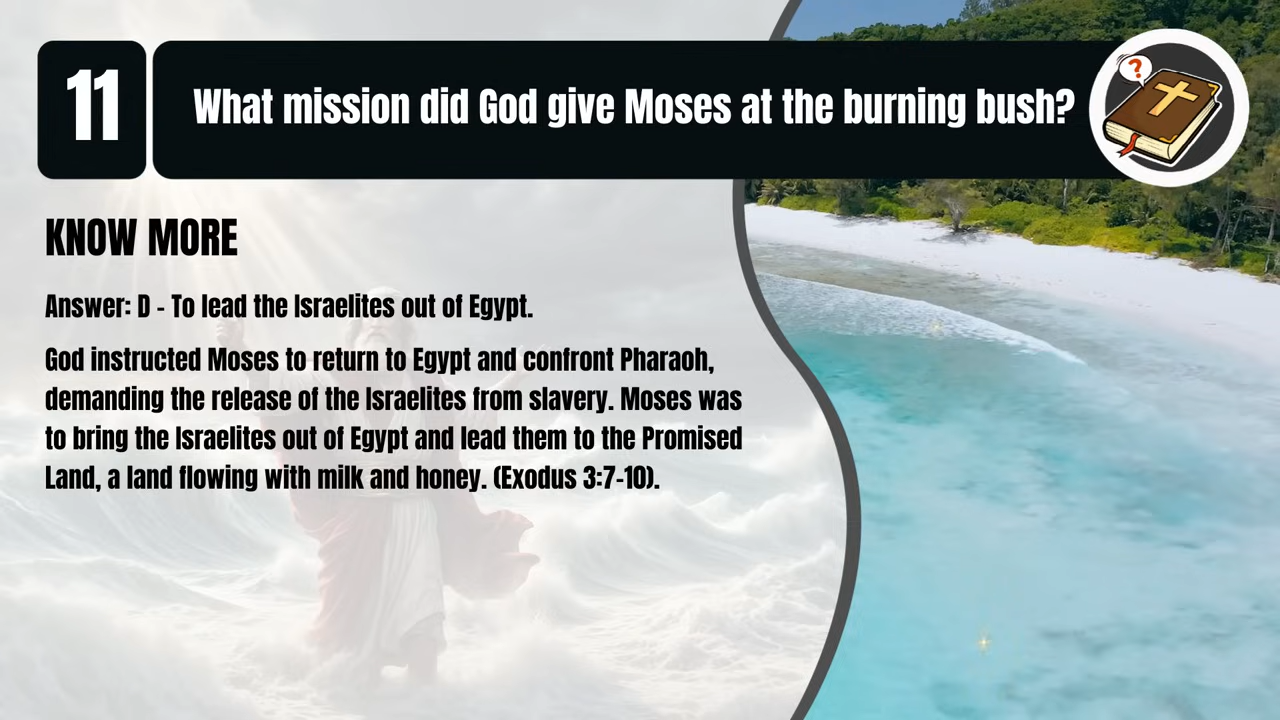 11
What mission did God give Moses at the burning bush?
?
KNOW MORE
Answer: D - To lead the Israelites out of Egypt.
God instructed Moses to return to Egypt and confront Pharaoh,
demanding the release of the Israelites from slavery. Moses was
to bring the Israelites out of Egypt and lead them to the Promised
Land, a land flowing with milk and honey. (Exodus 3:7-10).